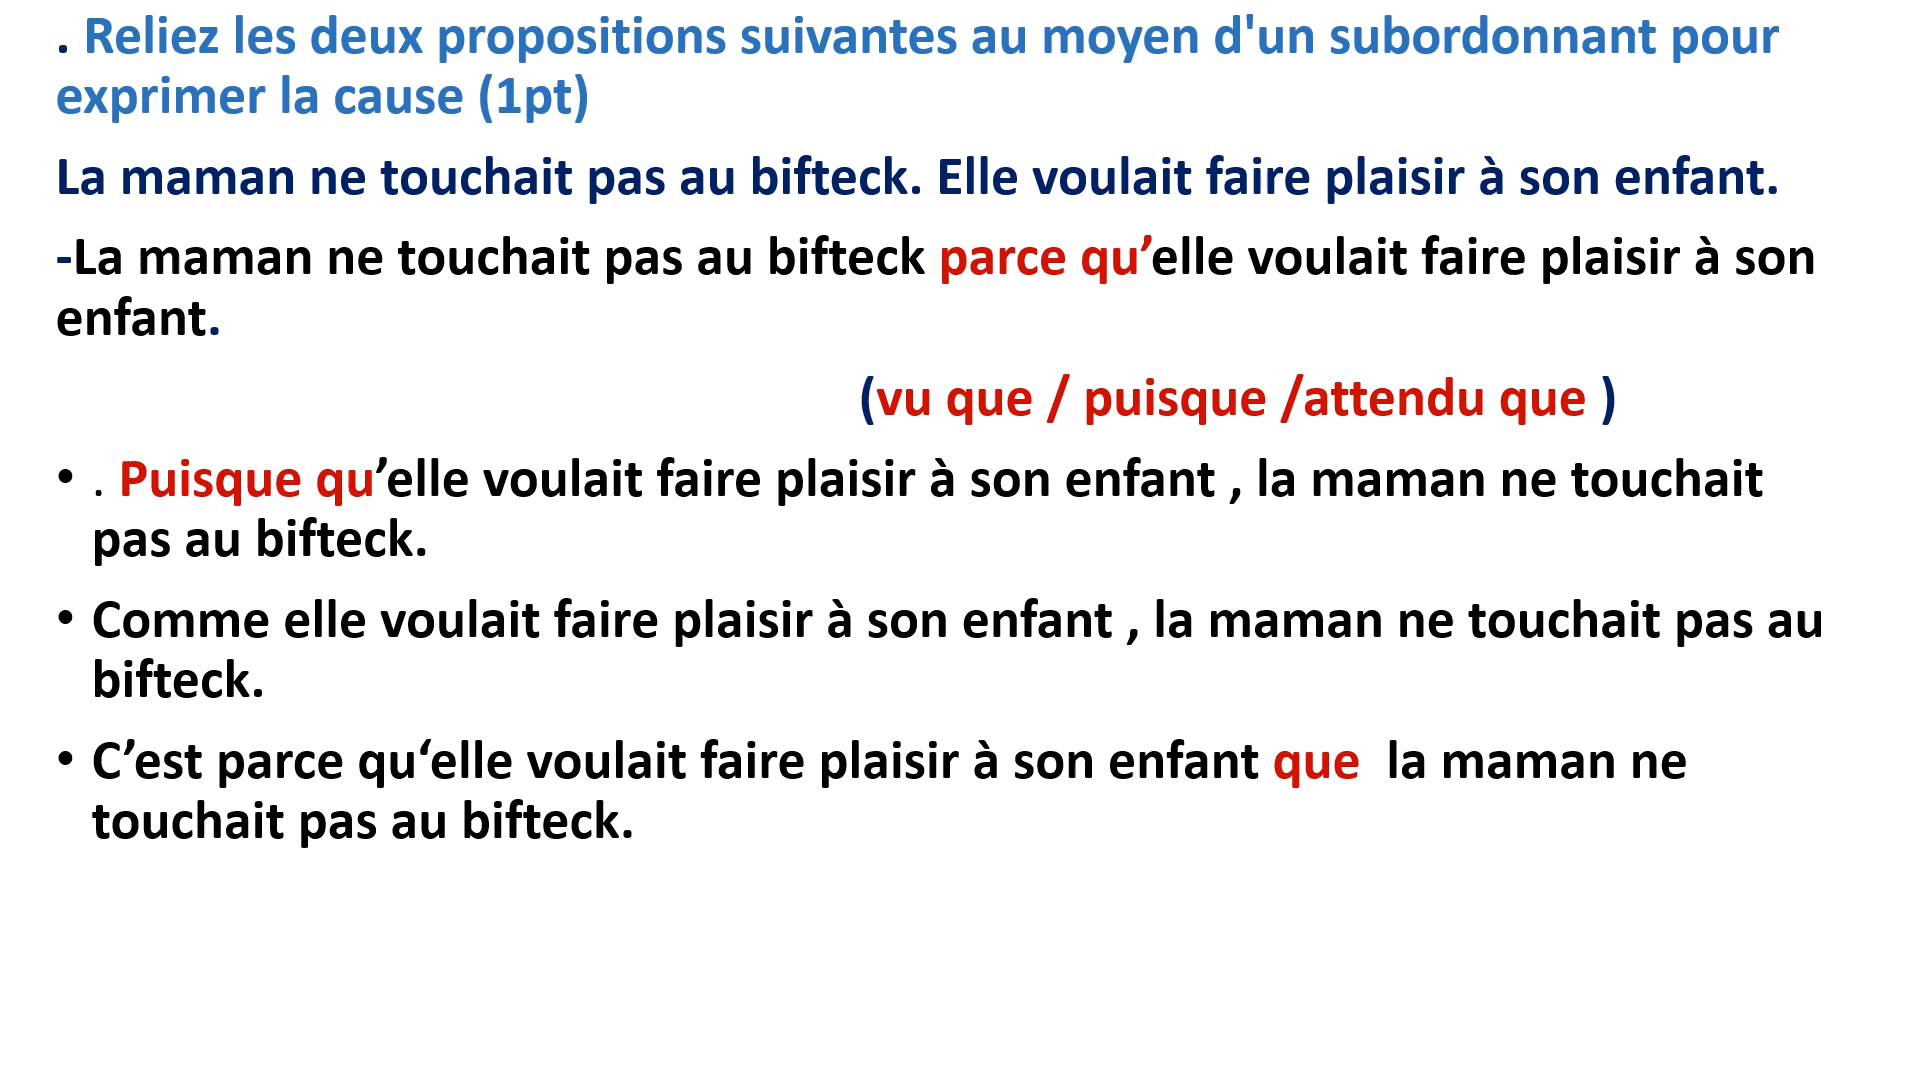 . Reliez les deux propositions suivantes au moyen d'un subordonnant pour
exprimer la cause (1pt)
La maman ne touchait pas au bifteck. Elle voulait faire plaisir à son enfant.
-La maman ne touchait pas au bifteck parce qu’elle voulait faire plaisir à son
enfant.
(vu que / puisque /attendu que )
• . Puisque qu’elle voulait faire plaisir à son enfant , la maman ne touchait
pas au bifteck.
• Comme elle voulait faire plaisir à son enfant , la maman ne touchait pas au
bifteck.
• C’est parce qu‘elle voulait faire plaisir à son enfant que  la maman ne
touchait pas au bifteck.